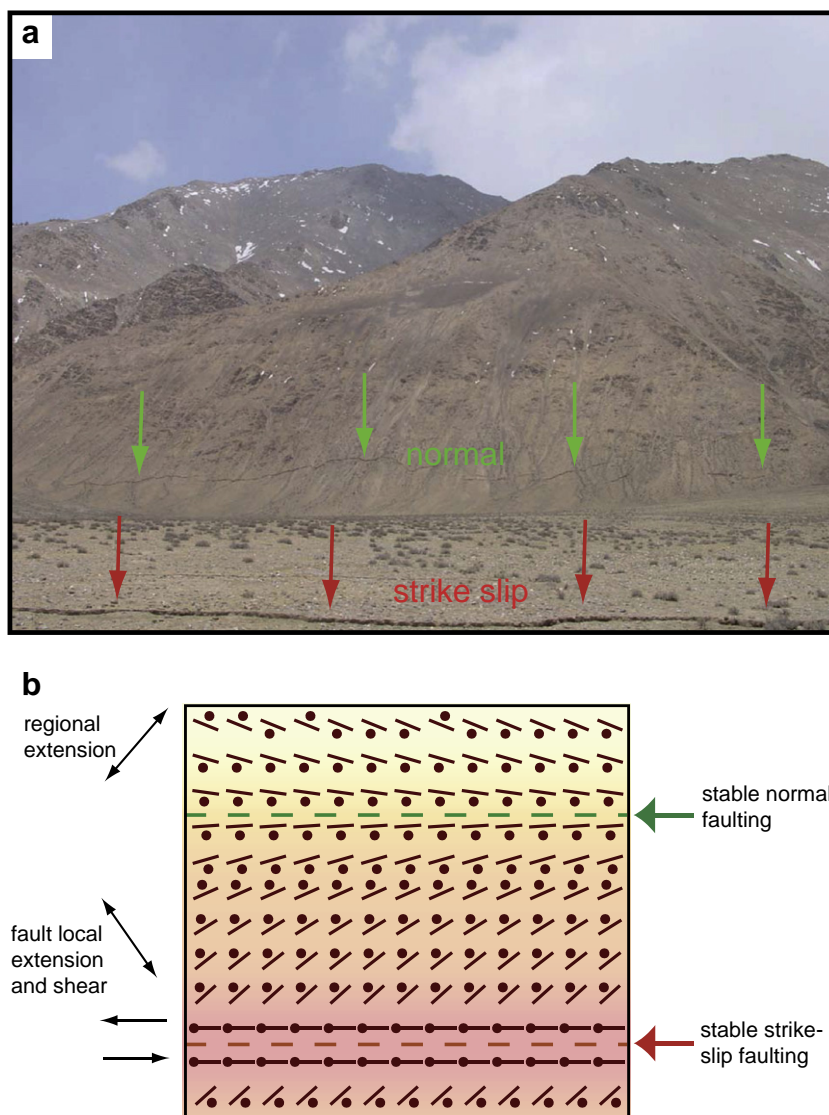 a
normal
strike slip
b
regional
extension
stable normal
faulting
fault local
extension
and shear
stable strike-
slip faulting